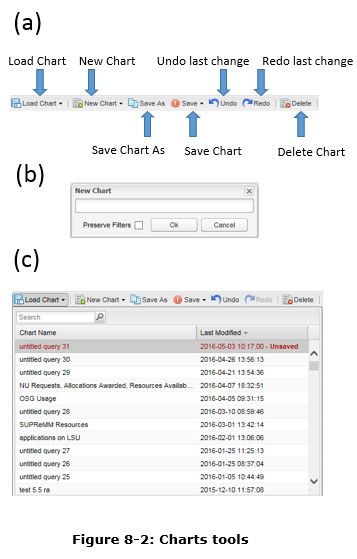 (a)
Load Chart New Chart Undo last change Redo last change
Load Chart New Chart Save As Save Undo Redo Delete
Save Chart As Save Chart Delete Chart
(b)
New Chart
Preserve Filters Ok Cancel
(c)
Load Chart New Chart Save As Save Undo Redo Delete
Search
Chart Name Last Modified
untitled query 31 2016-05-03 10:17:00 - Unsaved
untitled query 30 2016-04-26 13:56:13
untitled query 29 2016-04-21 13:54:36
NU Requests, Allocations Awarded, Resources Availab... 2016-04-07 18:32:51
OSG Usage 2016-04-05 09:31:15
untitled query 28 2016-03-10 08:59:46
SUPReMM Resources 2016-03-01 13:42:14
applications on LSU 2016-02-01 13:06:06
untitled query 27 2016-01-25 11:25:13
untitled query 26 2016-01-25 08:37:04
untitled query 25 2016-01-05 10:44:49
test 5.5 ra 2015-12-10 11:57:08
Figure 8-2: Charts tools